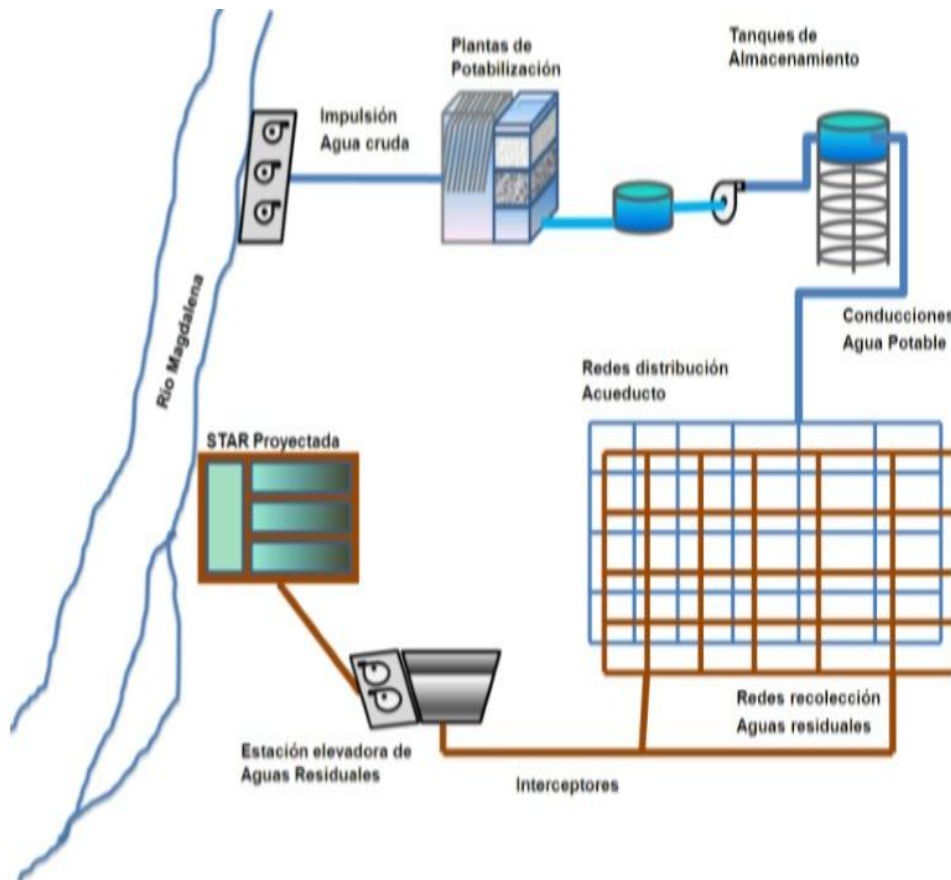 Plantas de
Potabilización
Tanques de
Almacenamiento
Impulsión
Agua cruda
Río Magdalena
Conducciones
Agua Potable
Redes distribución
Acueducto
STAR Proyectada
Redes recolección
Aguas residuales
Estación elevadora de
Aguas Residuales
Interceptores